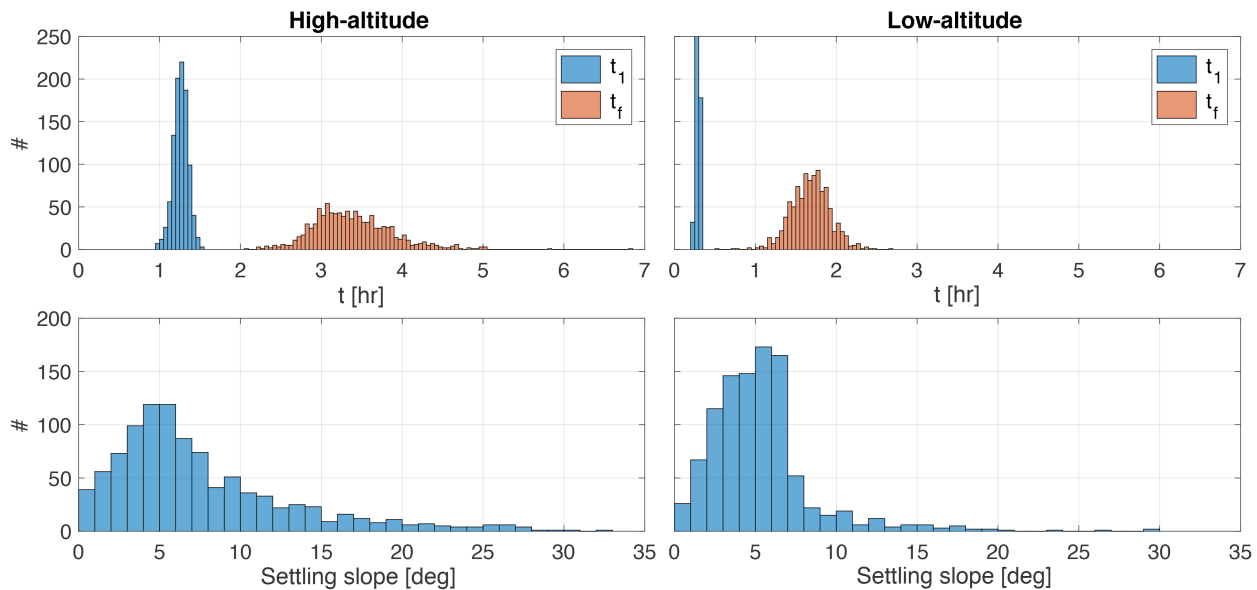 High-altitude
250
200
150
100
50
0
#
t1
tf
0 1 2 3 4 5 6 7
t [hr]
Low-altitude
t1
tf
0 1 2 3 4 5 6 7
t [hr]
200
150
100
50
0
#
0 5 10 15 20 25 30 35
Settling slope [deg]
0 5 10 15 20 25 30 35
Settling slope [deg]